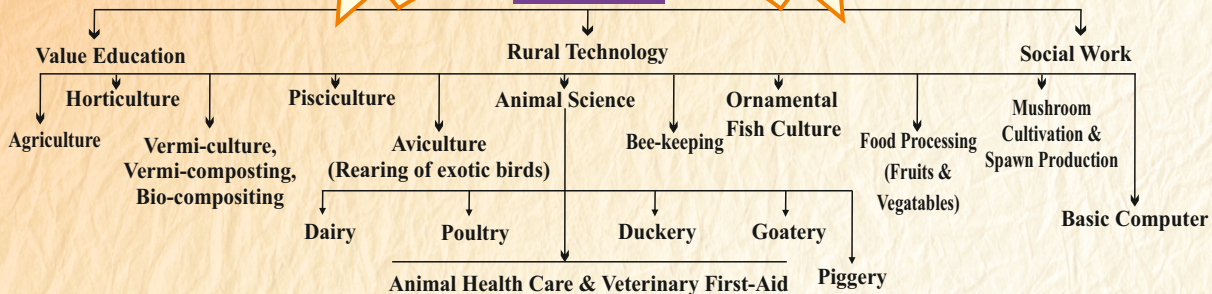 Value Education
Rural Technology
Social Work
Agriculture
Horticulture
Vermi-culture,
Vermi-composting,
Bio-compositing
Pisciculture
Aviculture
(Rearing of exotic birds)
Animal Science
Bee-keeping
Ornamental
Fish Culture
Food Processing
(Fruits &
Vegatables)
Mushroom
Cultivation &
Spawn Production
Basic Computer
Dairy
Poultry
Duckery
Goatery
Piggery
Animal Health Care & Veterinary First-Aid